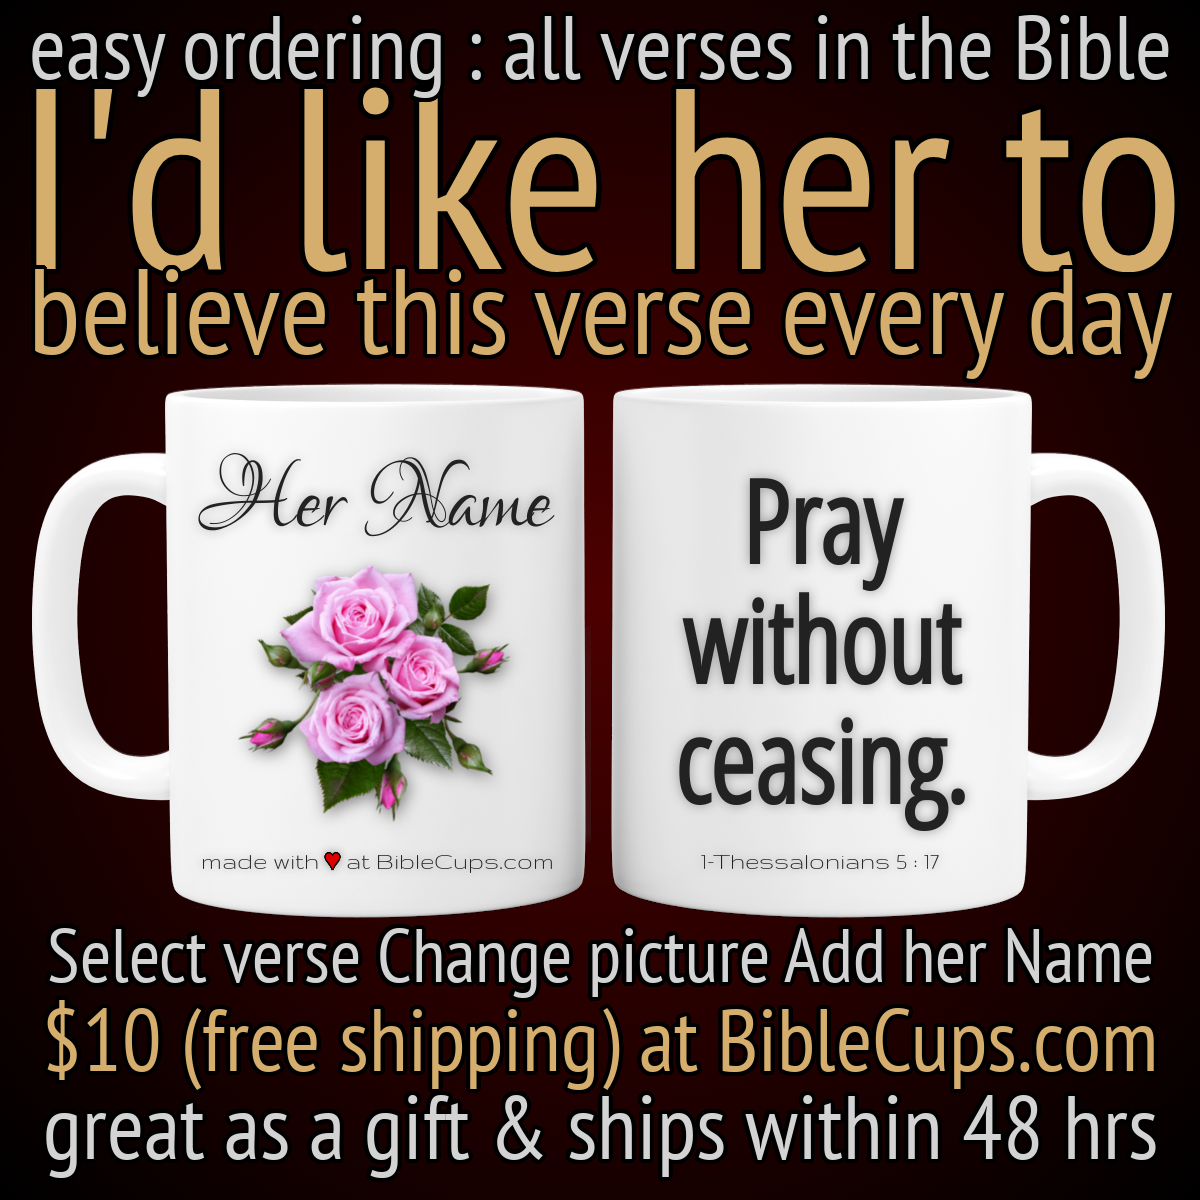 easy ordering : all verses in the Bible
I'd like her to
believe this verse every day
Her Name
made with ♥ at BibleCups.com
Pray
without
ceasing.
1-Thessalonians 5 : 17
Select verse Change picture Add her Name
$10 (free shipping) at BibleCups.com
great as a gift & ships within 48 hrs